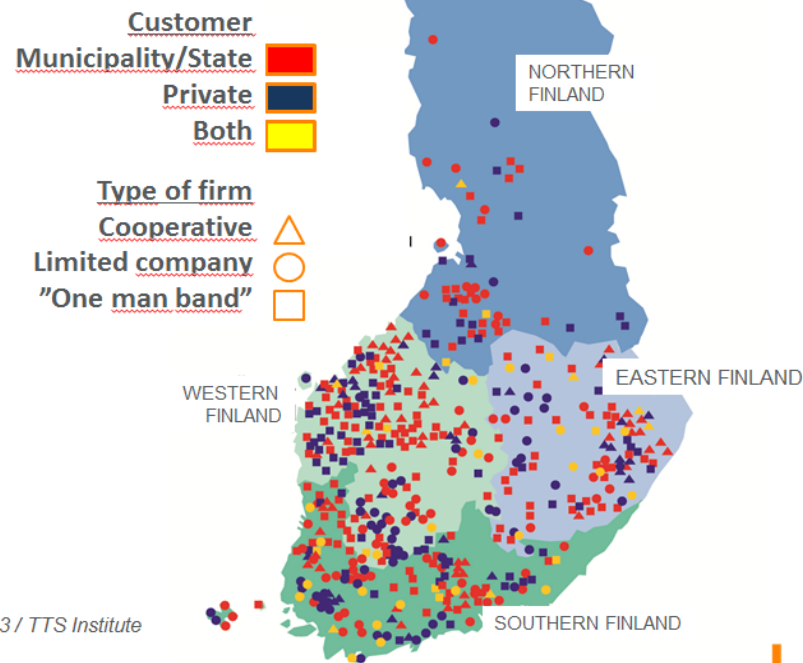 Customer
Municipality/State
Private
Both
Type of firm
Cooperative
Limited company
”One man band”
NORTHERN
FINLAND
EASTERN FINLAND
WESTERN
FINLAND
SOUTHERN FINLAND
3 / TTS Institute